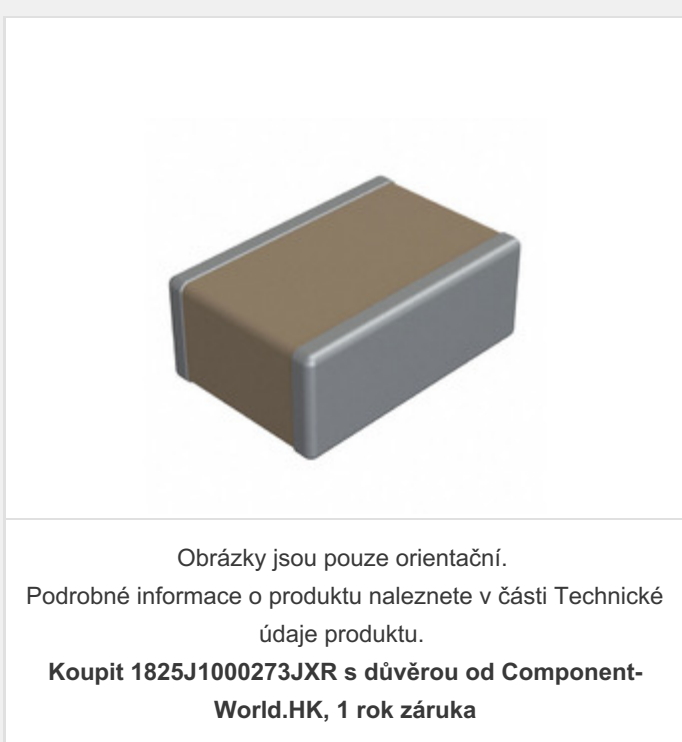 Obrázky jsou pouze orientační.
Podrobné informace o produktu naleznete v části Technické
údaje produktu.
Koupit 1825J1000273JXR s důvěrou od Component-
World.HK, 1 rok záruka